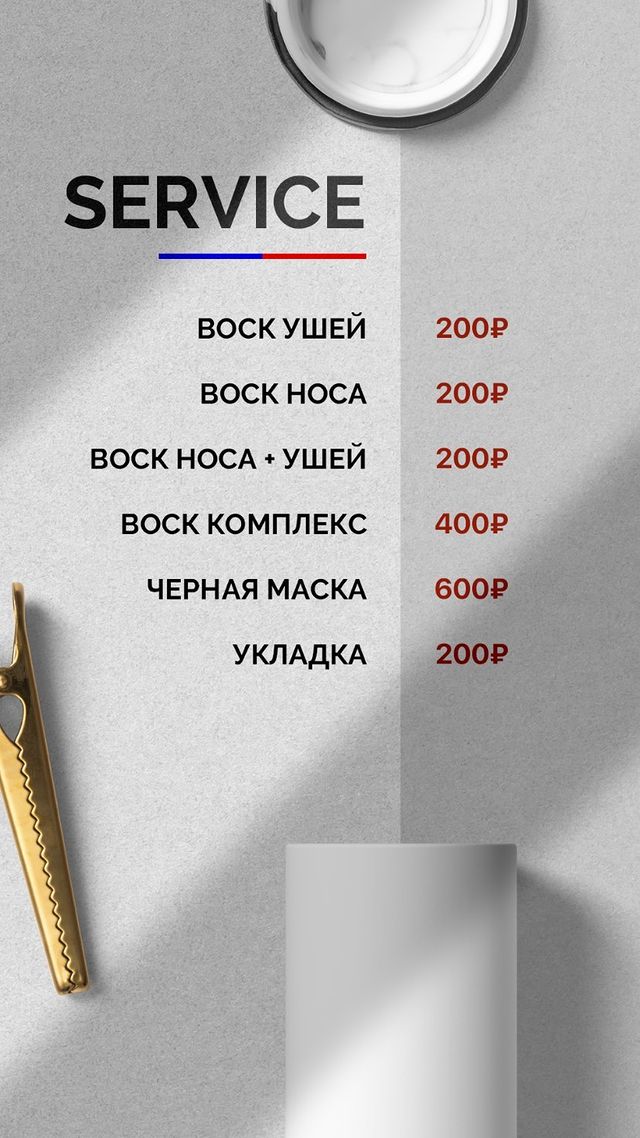 SERVICE
ВОСК УШЕЙ 200₽
ВОСК НОСА 200₽
ВОСК НОСА + УШЕЙ 200₽
ВОСК КОМПЛЕКС 400₽
ЧЕРНАЯ МАСКА 600₽
УКЛАДКА 200₽